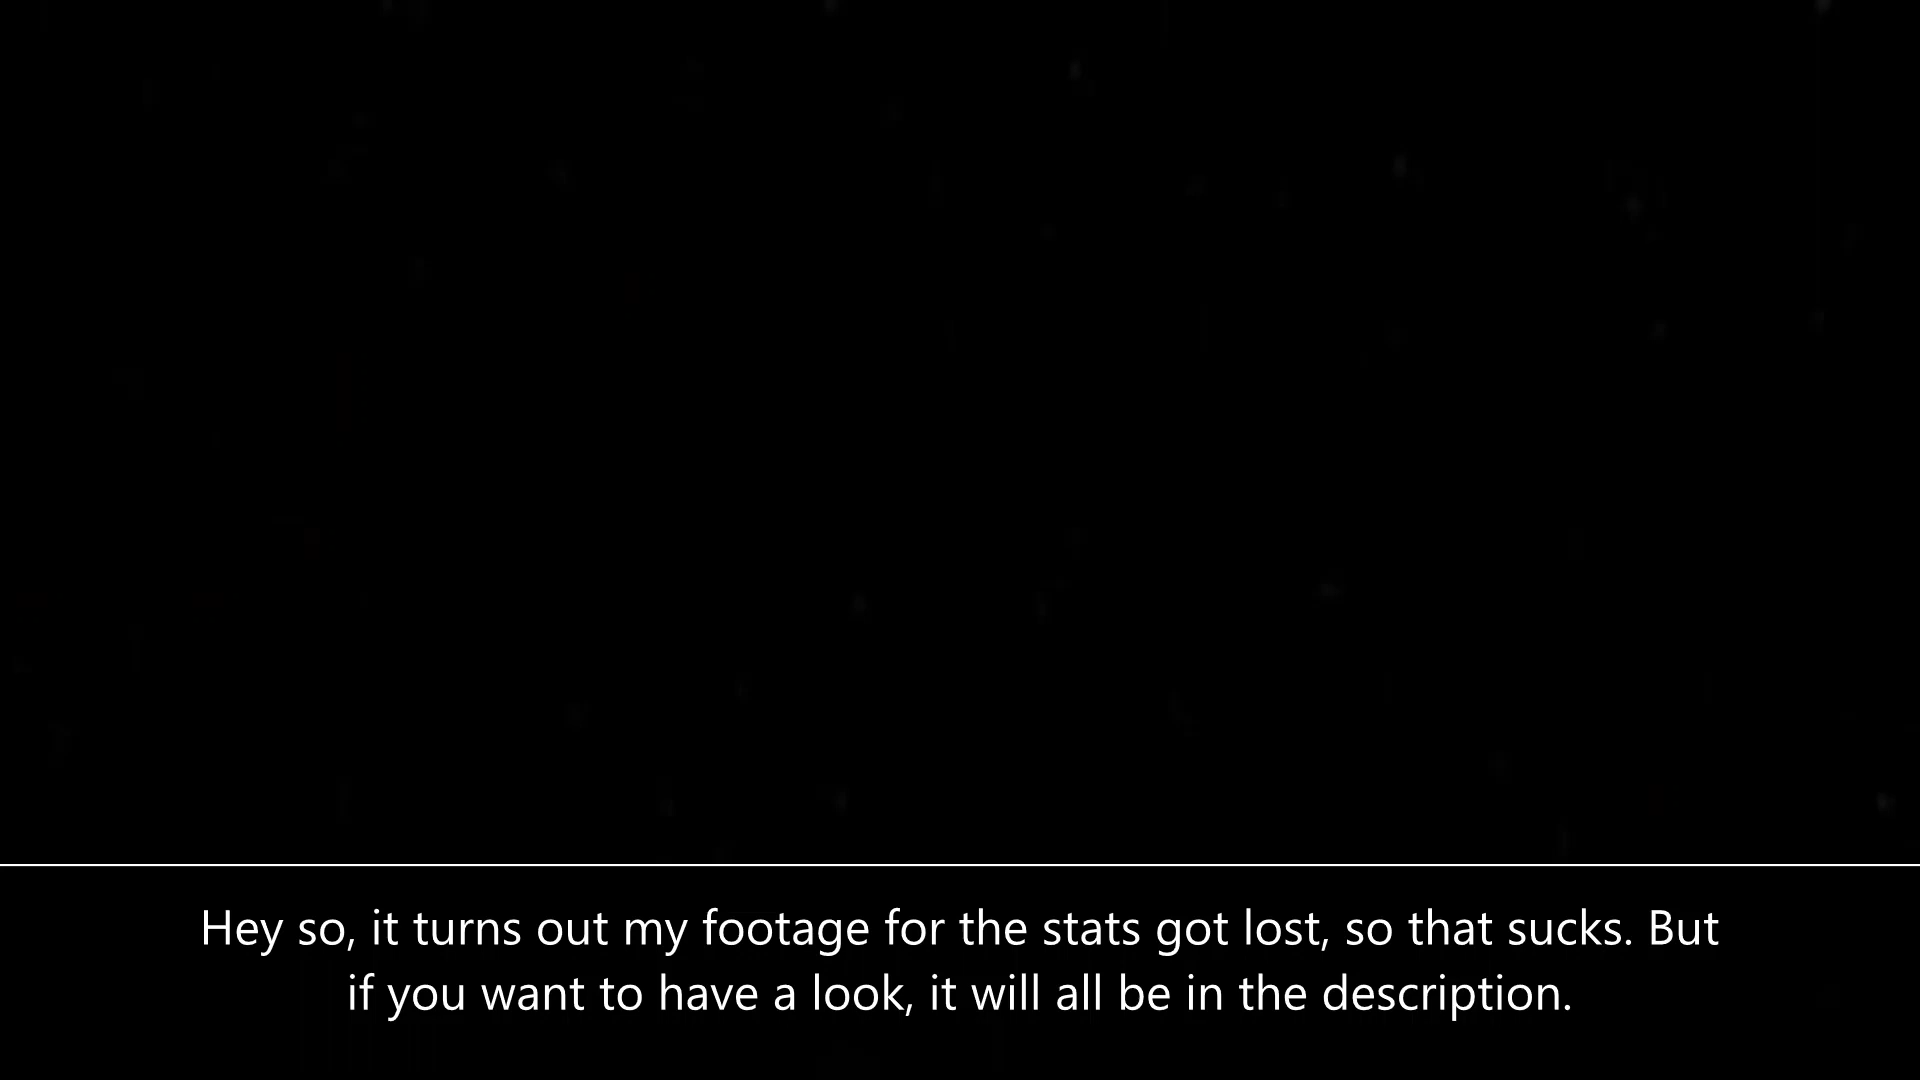 Hey so, it turns out my footage for the stats got lost, so that sucks. But
if you want to have a look, it will all be in the description.